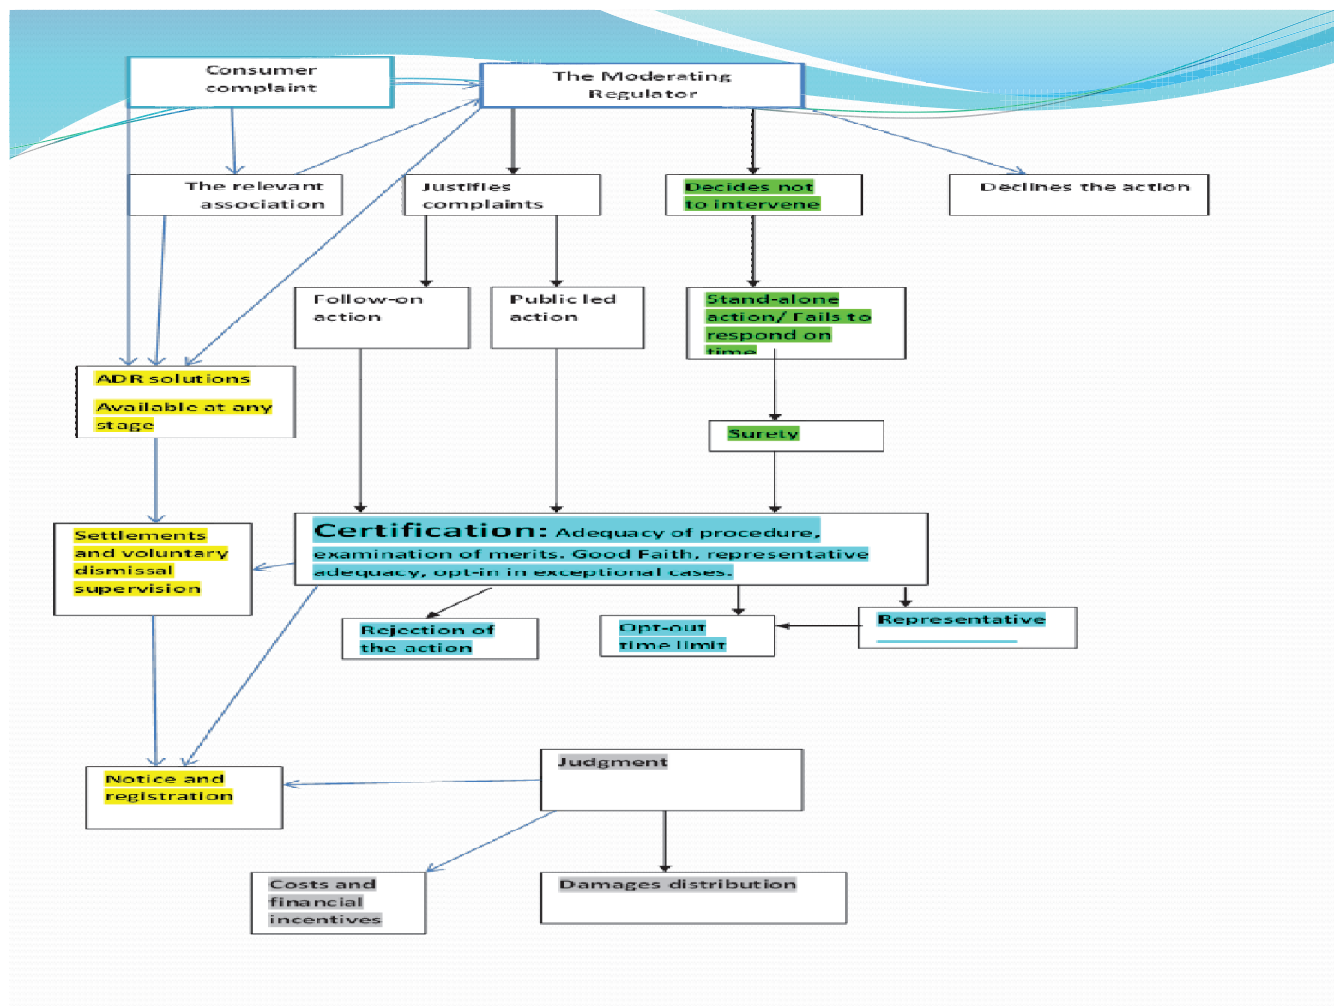 Consumer
complaint
The Moderating
Regulator
The relevant
association
Justifies
complaints
Decides not
to intervene
Declines the action
Follow-on
action
Public led
action
Stand-alone
action/ Fails to
respond on
time
ADR solutions
Available at any
stage
Surety
Settlements
and voluntary
dismissal
supervision
Certification: Adequacy of procedure,
examination of merits. Good Faith, representative
adequacy, opt-in in exceptional cases.
Rejection of
the action
Opt-out
time limit
Representative
Notice and
registration
Judgment
Costs and
financial
incentives
Damages distribution